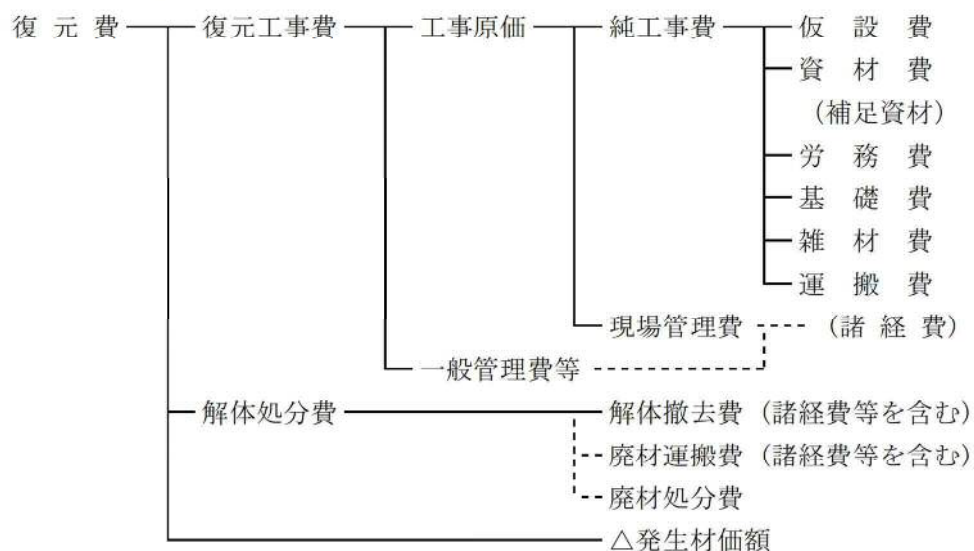 復元費 復元工事費 工事原価 純工事費 仮設費
資材費
（補足資材）
労務費
基礎費
雑材費
運搬費
現場管理費 （諸経費）
一般管理費等
解体処分費 解体撤去費（諸経費等を含む）
廃材運搬費（諸経費等を含む）
廃材処分費
△発生材価額